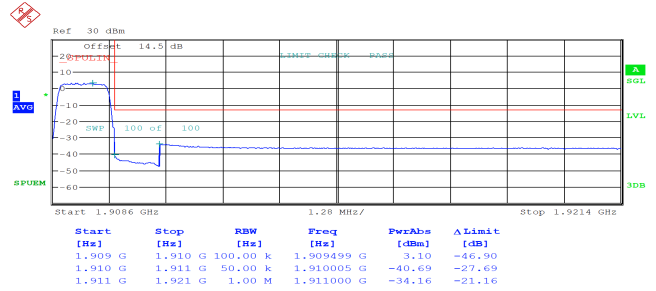 R S
Ref 30 dBm
Offset 14.5 dB
20
_SPULIN_
LIMIT CHECK PASS
10
A
SGL
0
1
AVG
-10
LVL
-20
SWP 100 of 100
-30
-40
-50
SPUEM
3DB
-60
Start 1.9086 GHz 1.28 MHz/ Stop 1.9214 GHz
Start Stop RBW Freq PwrAbs Δ Limit
[Hz] [Hz] [Hz] [Hz] [dBm] [dB]
1.909 G 1.910 G 100.00 k 1.909499 G 3.10 -46.90
1.910 G 1.911 G 50.00 k 1.910005 G -40.69 -27.69
1.911 G 1.921 G 1.00 M 1.911000 G -34.16 -21.16